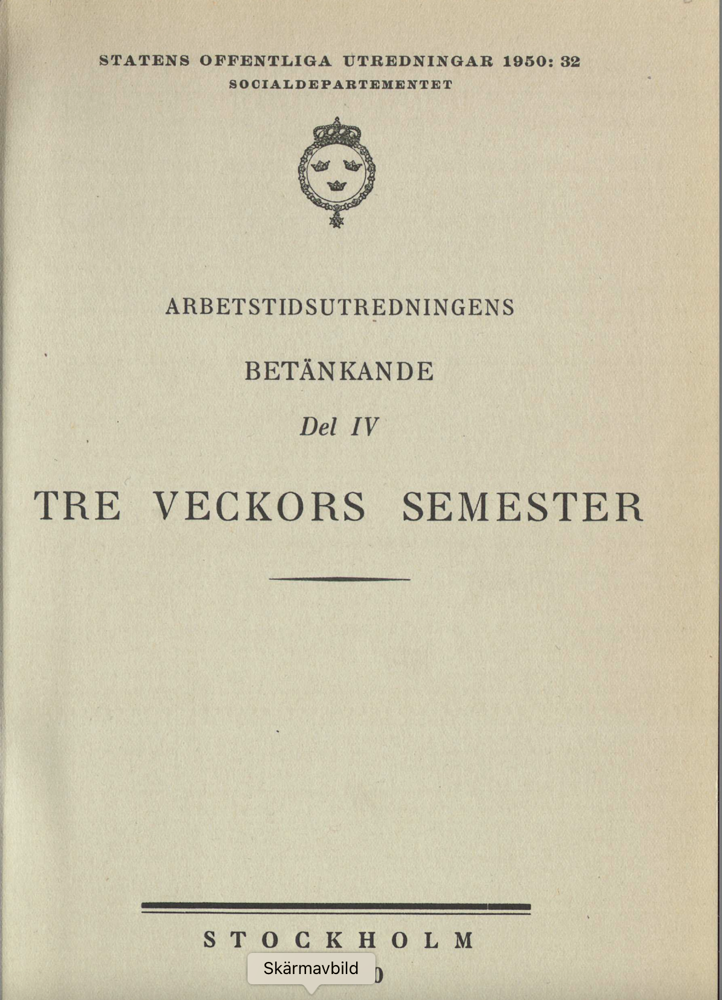 STATENS OFFENTLIGA UTREDNINGAR 1950: 32
SOCIALDEPARTEMENTET
ARBETSTIDSUTREDNINGENS
BETÄNKANDE
Del IV
TRE VECKORS SEMESTER
STOCKHOLM
Skärmavbild